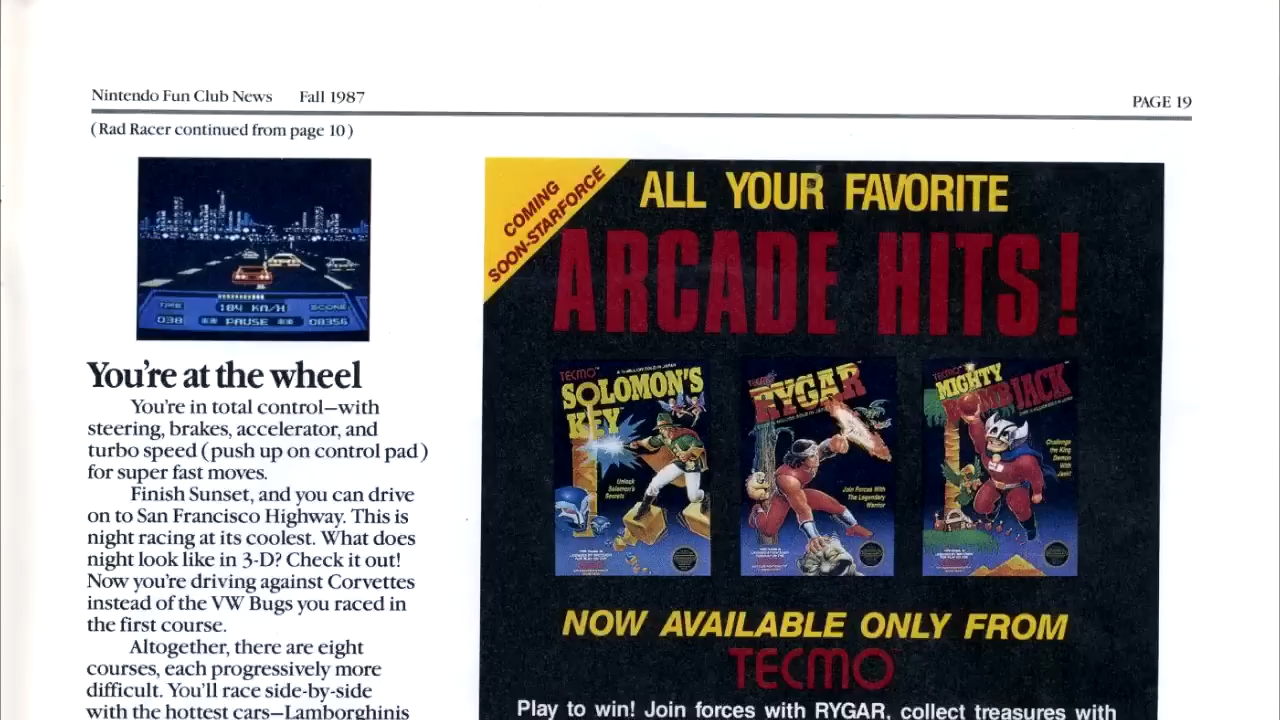 Nintendo Fun Club News Fall 1987
PAGE 19
(Rad Racer continued from page 10)
TIME
184 KM/H
SCORE
038
** PAUSE **
08356
You're at the wheel
You're in total control—with
steering, brakes, accelerator, and
turbo speed (push up on control pad)
for super fast moves.
Finish Sunset, and you can drive
on to San Francisco Highway. This is
night racing at its coolest. What does
night look like in 3-D? Check it out!
Now you're driving against Corvettes
instead of the VW Bugs you raced in
the first course.
Altogether, there are eight
courses, each progressively more
difficult. You'll race side-by-side
with the hottest cars—Lamborghinis
COMING
SOON-STARFORCE
ALL YOUR FAVORITE
ARCADE HITS!
TECMO
SOLOMON'S
KEY
Unlock
Solomon's
Secrets
TECMO
RYGAR
Join Forces With
The Legendary
Warrior
TECMO
MIGHTY
BOMB JACK
Challenge
the King
Demon
With
Jack!
NOW AVAILABLE ONLY FROM
TECMO
Play to win! Join forces with RYGAR, collect treasures with